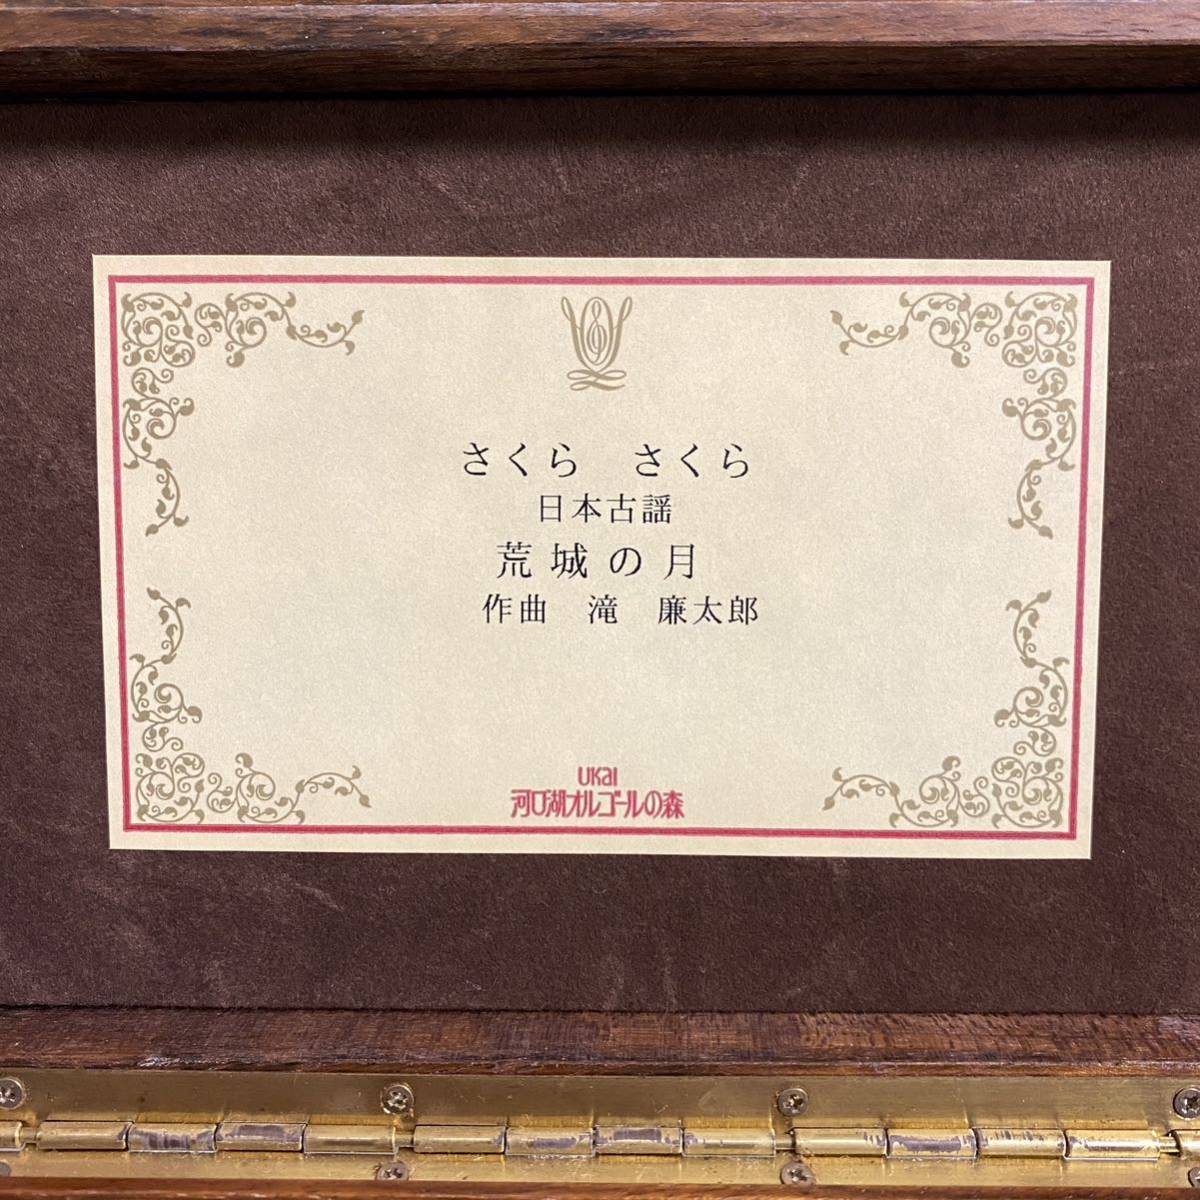 さくら　さくら
日本古謡
荒城の月
作曲　滝　廉太郎
UKAI
河口湖オルゴールの森